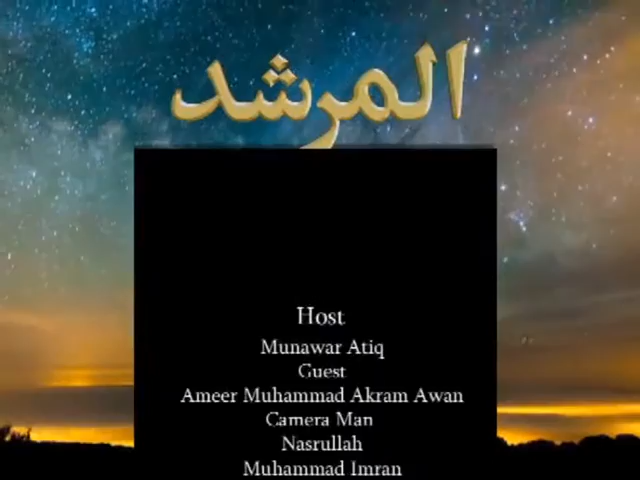 المرشد
Host
Munawar Atiq
Guest
Ameer Muhammad Akram Awan
Camera Man
Nasrullah
Muhammad Imran